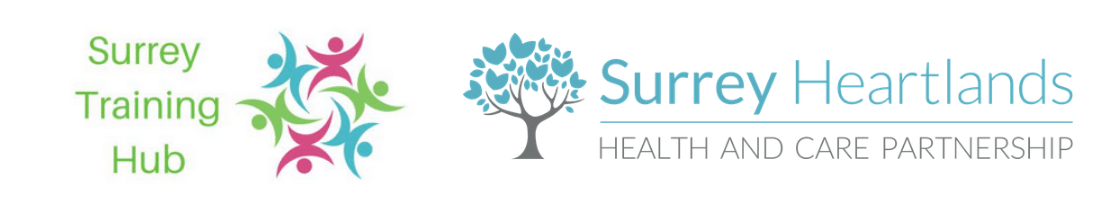 Surrey
Training
Hub
Surrey Heartlands
HEALTH AND CARE PARTNERSHIP